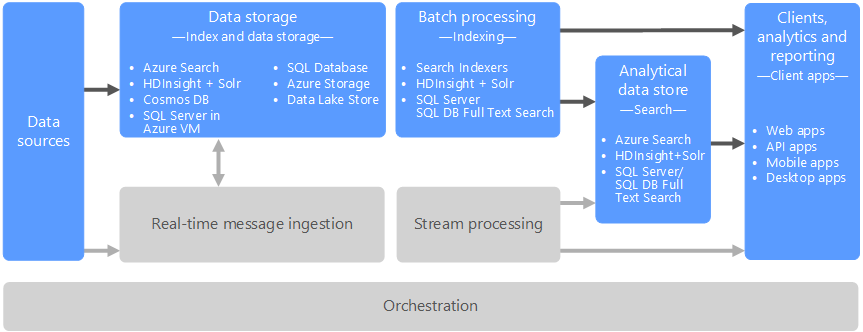 Data
sources
Data storage
—Index and data storage—
• Azure Search
• HDInsight + Solr
• Cosmos DB
• SQL Server in
Azure VM
• SQL Database
• Azure Storage
• Data Lake Store
Batch processing
—Indexing—
• Search Indexers
• HDInsight + Solr
• SQL Server
SQL DB Full Text Search
Analytical
data store
—Search—
• Azure Search
• HDInsight+Solr
• SQL Server/
SQL DB Full
Text Search
Clients,
analytics and
reporting
—Client apps—
• Web apps
• API apps
• Mobile apps
• Desktop apps
Real-time message ingestion
Stream processing
Orchestration